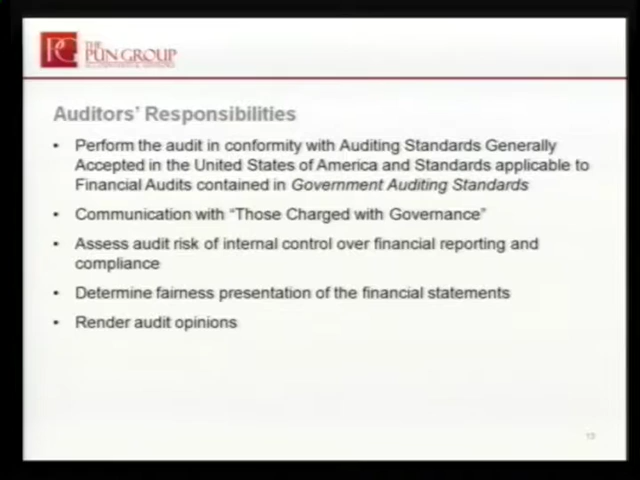 PG
THE
PUN GROUP
Auditors' Responsibilities
• Perform the audit in conformity with Auditing Standards Generally
Accepted in the United States of America and Standards applicable to
Financial Audits contained in Government Auditing Standards
• Communication with "Those Charged with Governance"
• Assess audit risk of internal control over financial reporting and
compliance
• Determine fairness presentation of the financial statements
• Render audit opinions